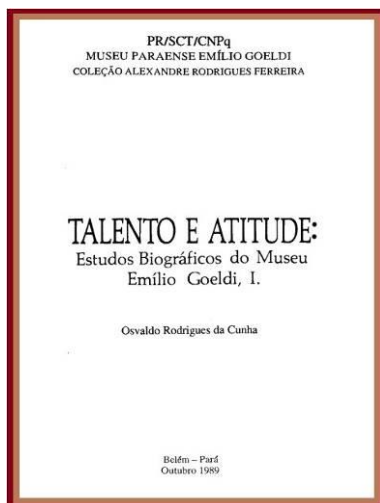 PR/SCT/CNPq
MUSEU PARAENSE EMÍLIO GOELDI
COLEÇÃO ALEXANDRE RODRIGUES FERREIRA
TALENTO E ATITUDE:
Estudos Biográficos do Museu
Emílio Goeldi, I.
Osvaldo Rodrigues da Cunha
Belém – Pará
Outubro 1989